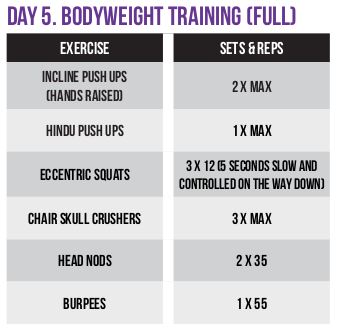 DAY 5. BODYWEIGHT TRAINING (FULL)
EXERCISE
SETS & REPS
INCLINE PUSH UPS
(HANDS RAISED)
2 X MAX
HINDU PUSH UPS
1 X MAX
ECCENTRIC SQUATS
3 X 12 (5 SECONDS SLOW AND
CONTROLLED ON THE WAY DOWN)
CHAIR SKULL CRUSHERS
3 X MAX
HEAD NODS
2 X 35
BURPEES
1 X 55